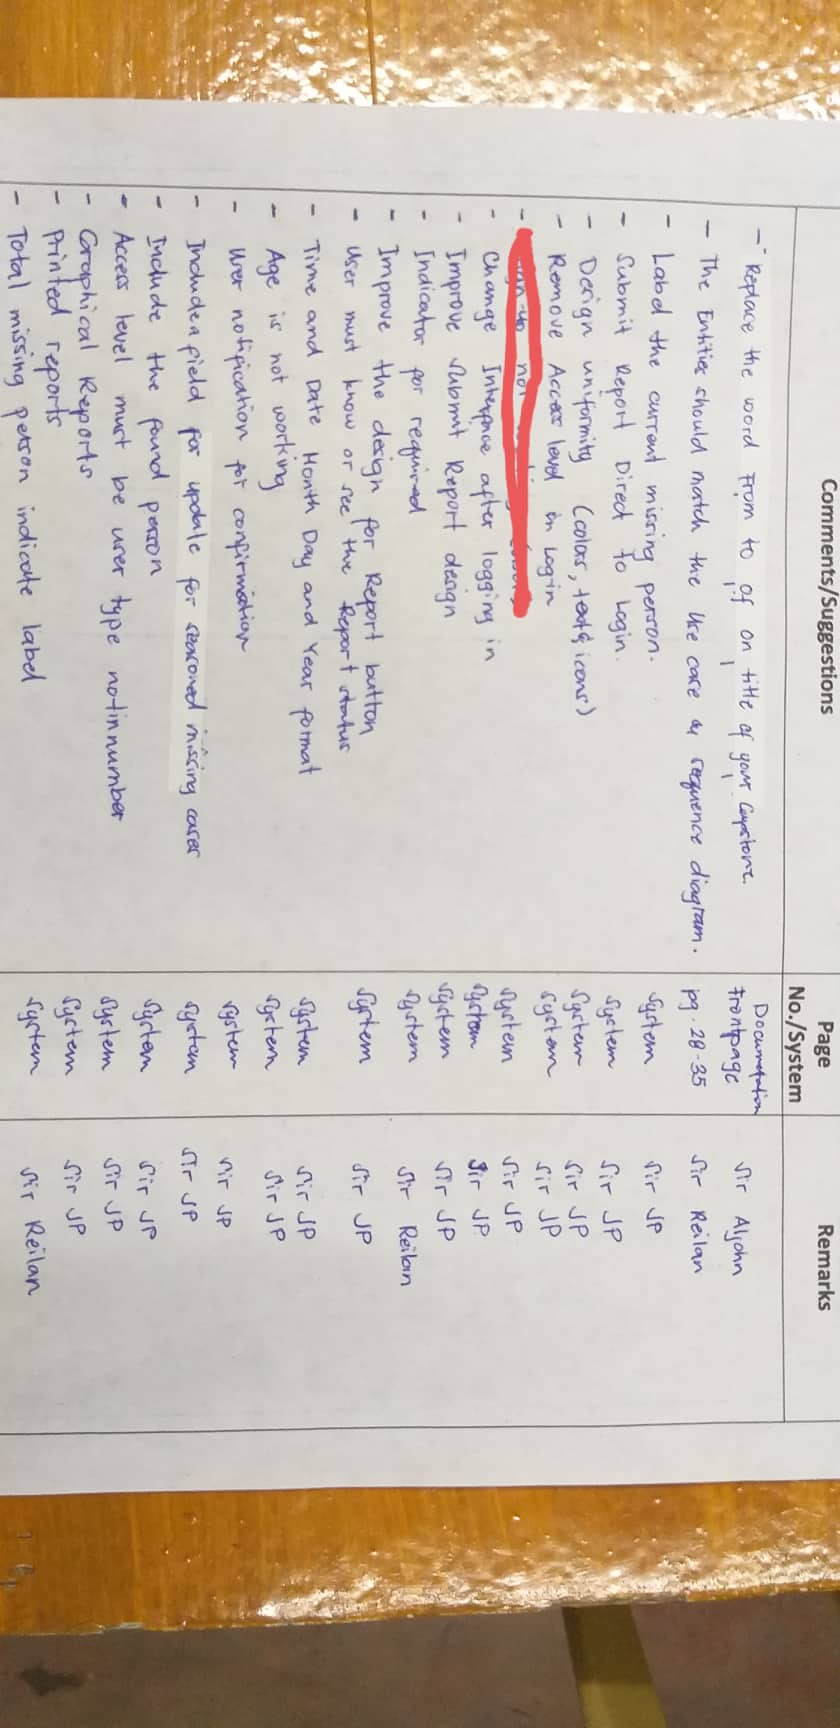 Comments/Suggestions Page No./System Remarks
- Replace the word From to of on title of your Capstone. Documentation frontpage Sir Aljohn
- The Entities should match the Use case & sequence diagram. pg. 28-35 Sir Reilan
- Label the current missing person. System Sir JP
- Submit Report Direct to Login. System Sir JP
- Design uniformity (colors, text & icons) System Sir JP
- Remove Access level in Login System Sir JP
- not System Sir JP
- Change Interface after logging in System Sir JP
- Improve Submit Report design System Sir JP
- Indicator for required System Sir Reilan
- Improve the design for Report button
- User must know or see the Report status System Sir JP
- Time and Date Month Day and Year format System Sir JP
- Age is not working System Sir JP
- User notification for confirmation System Sir JP
- Include a field for update for missing cases System Sir JP
- Include the found person System Sir JP
- Access level must be user type not in number System Sir JP
- Graphical Reports System Sir JP
- Printed reports
- Total missing person indicate label System Sir Reilan